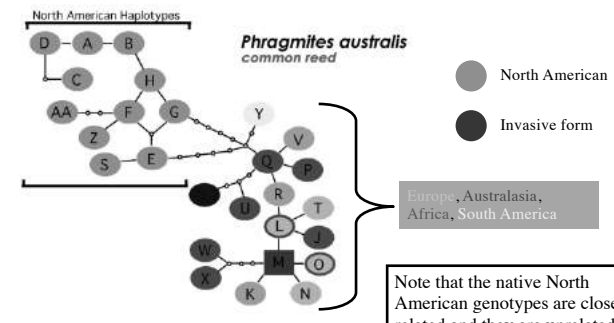 North American Haplotypes
Phragmites australis
common reed
D
A
B
C
H
AA
F
G
Z
S
E
Y
V
Q
P
U
R
T
L
J
W
M
O
X
K
N
North American
Invasive form
Europe, Australasia,
Africa, South America
Note that the native North
American genotypes are close